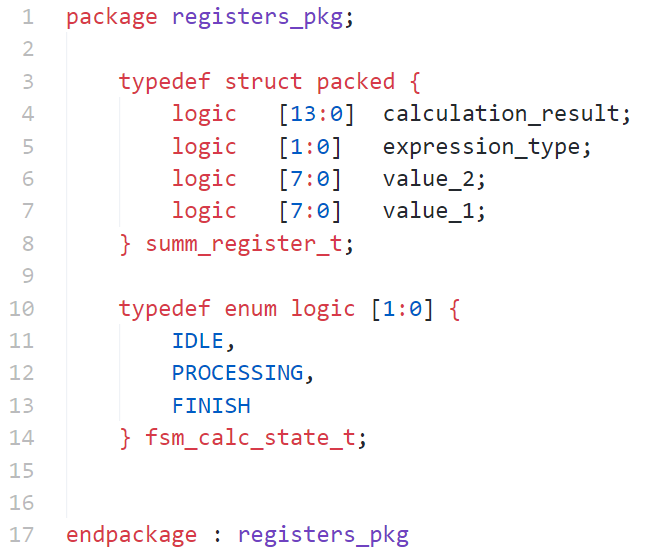 1 package registers_pkg;
2
3 typedef struct packed {
4 logic [13:0] calculation_result;
5 logic [1:0] expression_type;
6 logic [7:0] value_2;
7 logic [7:0] value_1;
8 } summ_register_t;
9
10 typedef enum logic [1:0] {
11 IDLE,
12 PROCESSING,
13 FINISH
14 } fsm_calc_state_t;
15
16
17 endpackage : registers_pkg